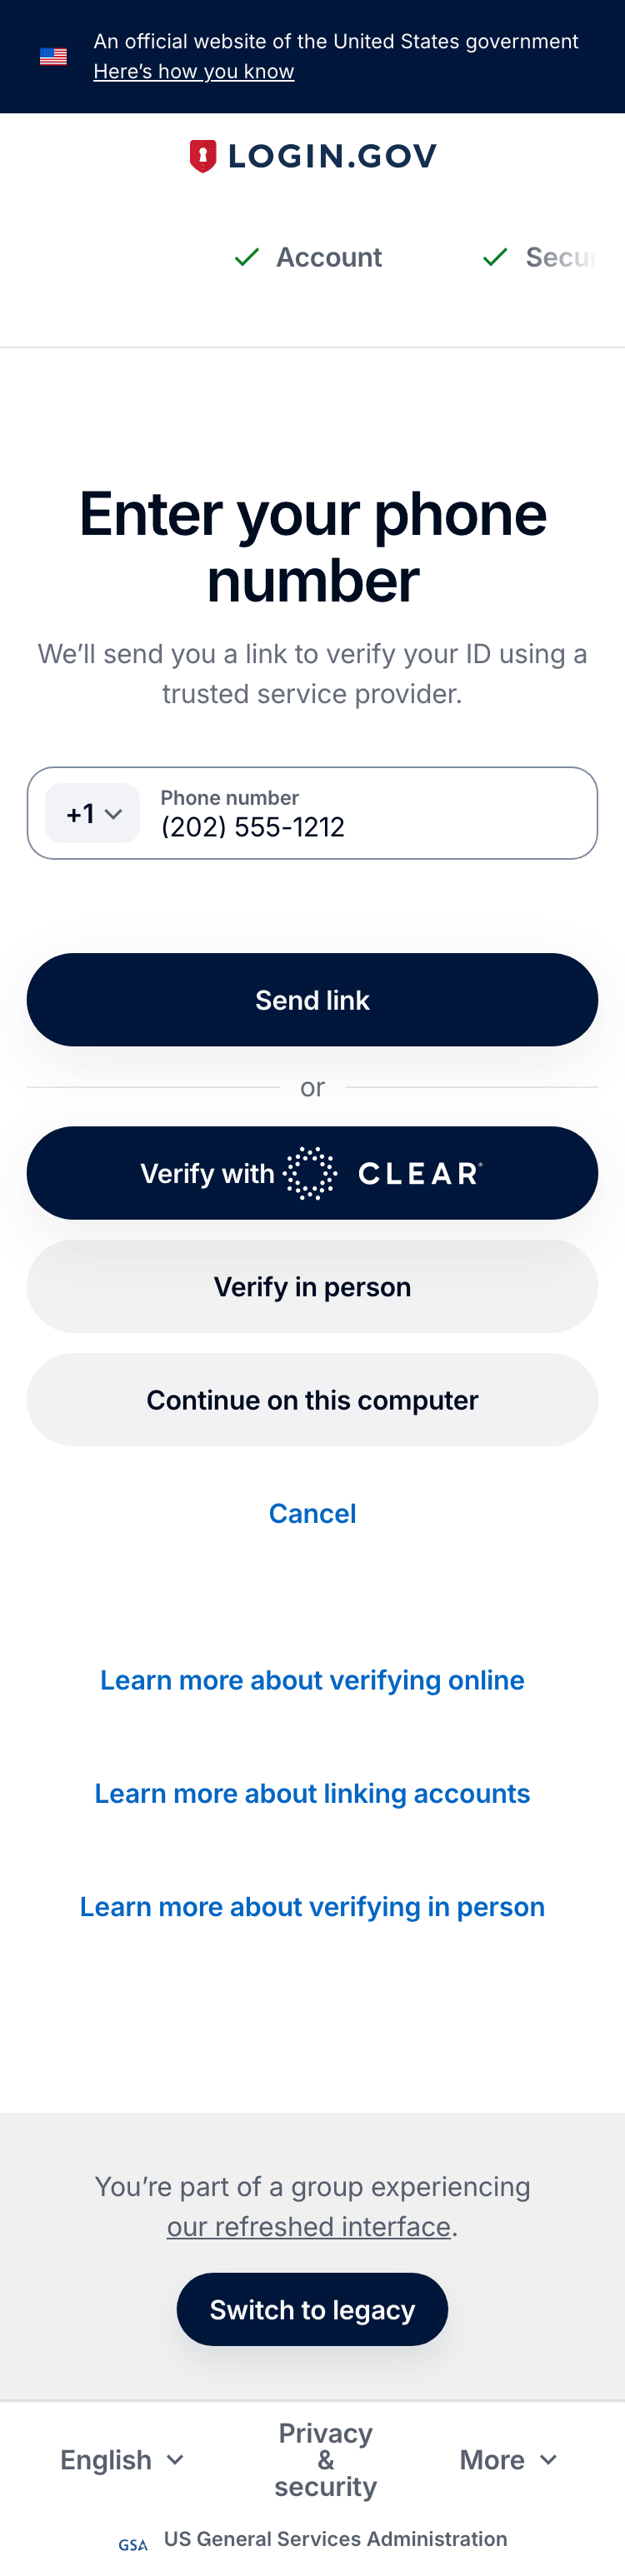 An official website of the United States government
Here’s how you know
LOGIN.GOV
Account
Secur
Enter your phone
number
We’ll send you a link to verify your ID using a
trusted service provider.
+1
Phone number
(202) 555-1212
Send link
or
Verify with CLEAR
Verify in person
Continue on this computer
Cancel
Learn more about verifying online
Learn more about linking accounts
Learn more about verifying in person
You’re part of a group experiencing
our refreshed interface.
Switch to legacy
English
Privacy
&
security
More
GSA US General Services Administration